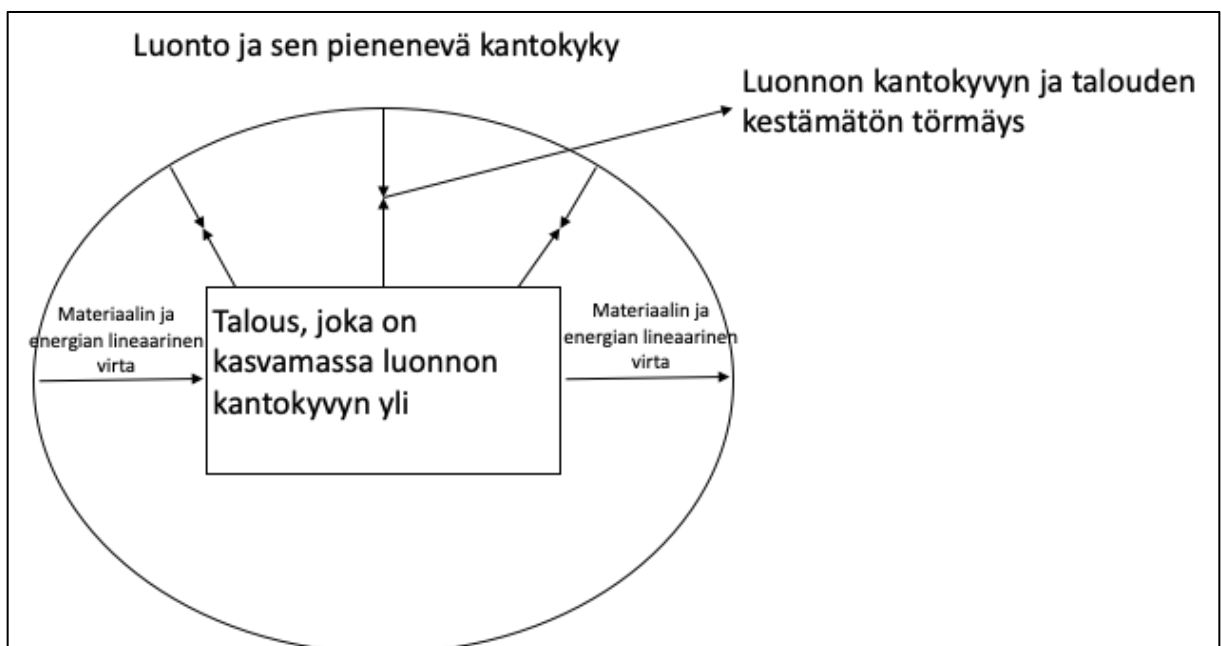 Luonto ja sen pienenevä kantokyky
Luonnon kantokyvyn ja talouden
kestämätön törmäys
Materiaalin ja
energian lineaarinen
virta
Talous, joka on
kasvamassa luonnon
kantokyvyn yli
Materiaalin ja
energian lineaarinen
virta